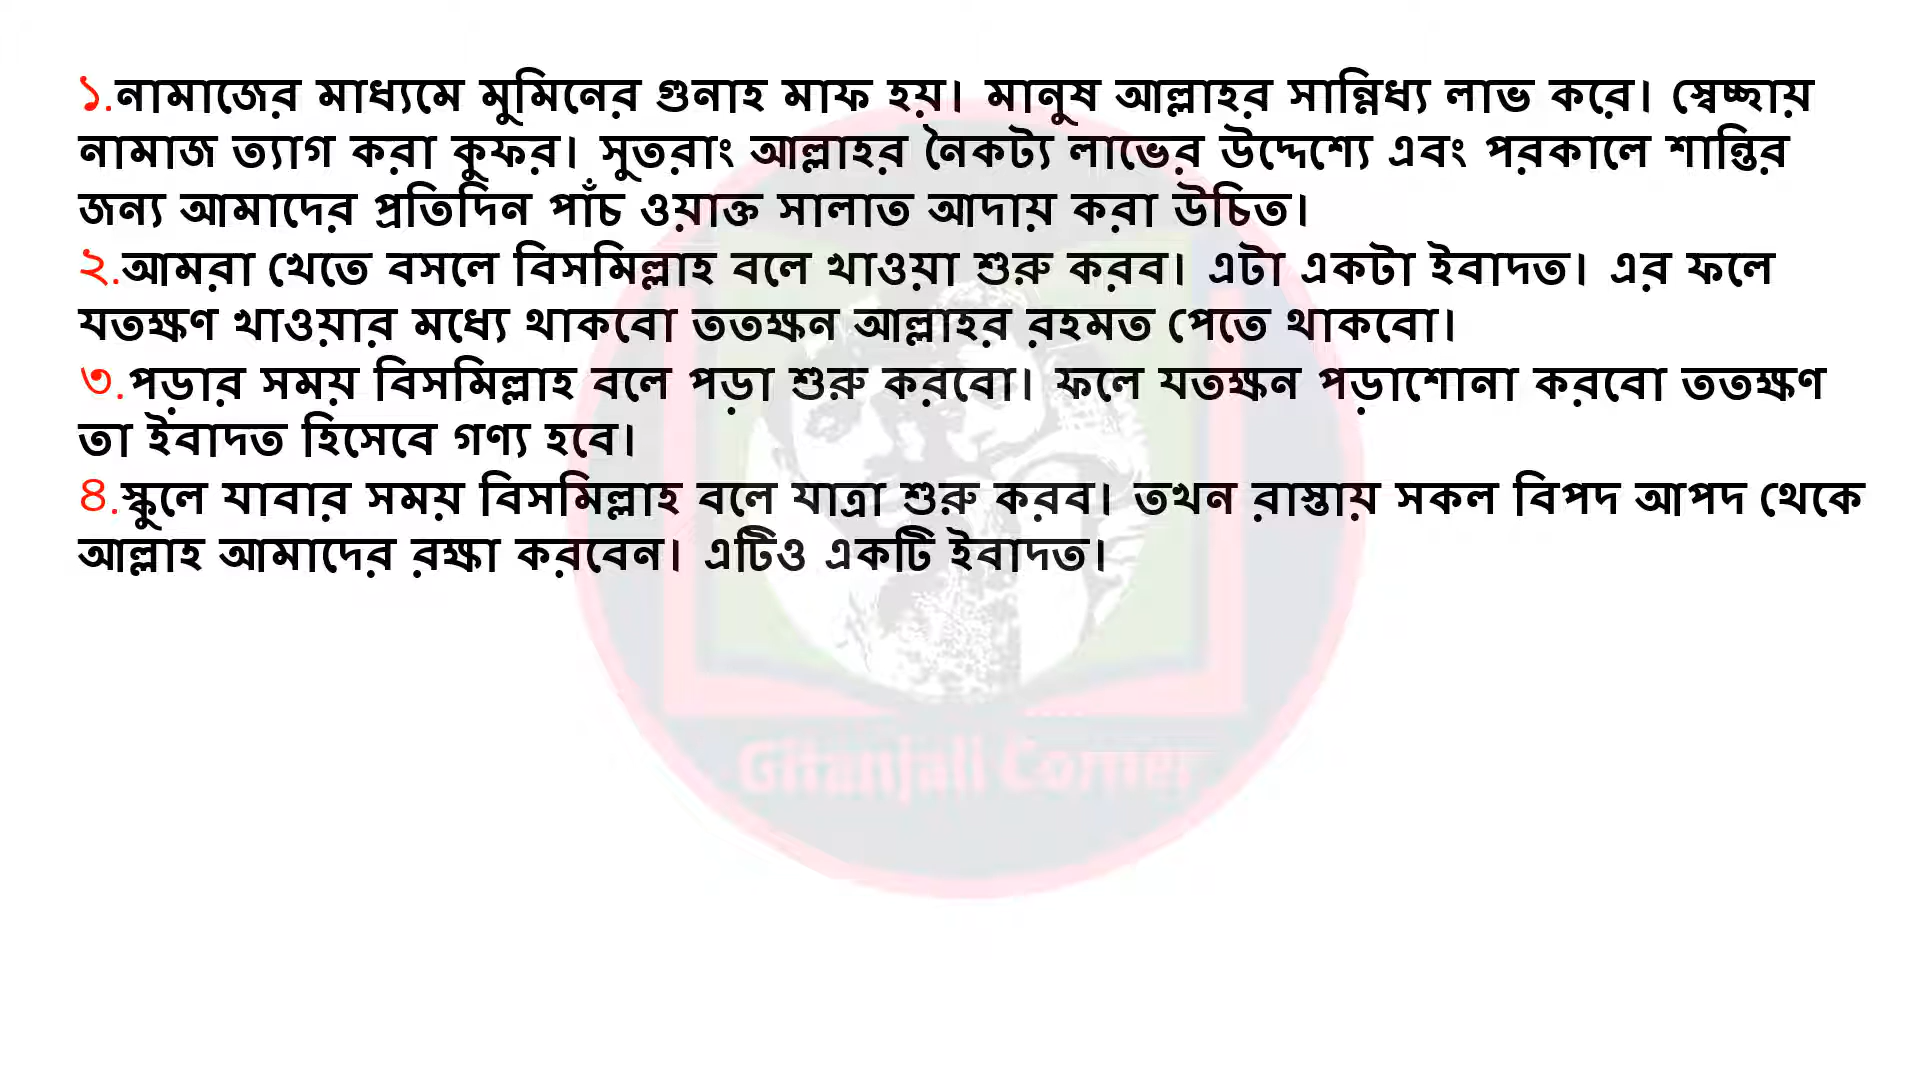 ১.নামাজের মাধ্যমে মুমিনের গুনাহ মাফ হয়। মানুষ আল্লাহর সান্নিধ্য লাভ করে। স্বেচ্ছায়
নামাজ ত্যাগ করা কুফর। সুতরাং আল্লাহর নৈকট্য লাভের উদ্দেশ্যে এবং পরকালে শান্তির
জন্য আমাদের প্রতিদিন পাঁচ ওয়াক্ত সালাত আদায় করা উচিত।
২.আমরা খেতে বসলে বিসমিল্লাহ বলে খাওয়া শুরু করব। এটা একটা ইবাদত। এর ফলে
যতক্ষণ খাওয়ার মধ্যে থাকবো ততক্ষন আল্লাহর রহমত পেতে থাকবো।
৩.পড়ার সময় বিসমিল্লাহ বলে পড়া শুরু করবো। ফলে যতক্ষন পড়াশোনা করবো ততক্ষণ
তা ইবাদত হিসেবে গণ্য হবে।
৪.স্কুলে যাবার সময় বিসমিল্লাহ বলে যাত্রা শুরু করব। তখন রাস্তায় সকল বিপদ আপদ থেকে
আল্লাহ আমাদের রক্ষা করবেন। এটিও একটি ইবাদত।
Gitanjali Corner